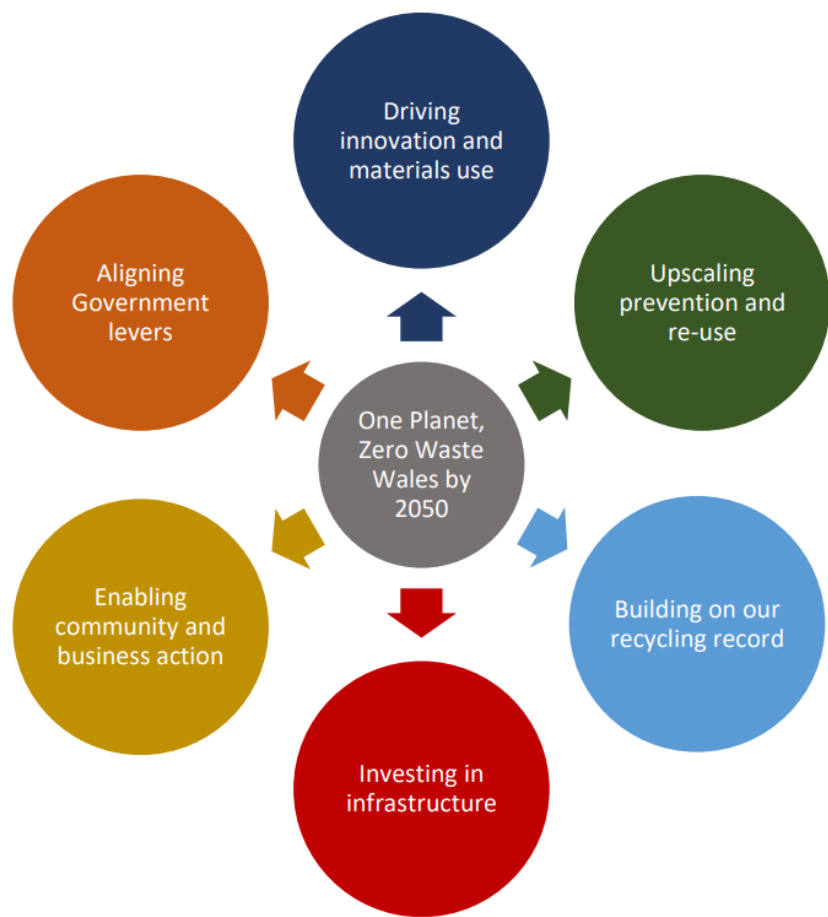 Driving
innovation and
materials use
Upscaling
prevention and
re-use
Building on our
recycling record
Investing in
infrastructure
Enabling
community and
business action
Aligning
Government
levers
One Planet,
Zero Waste
Wales by
2050